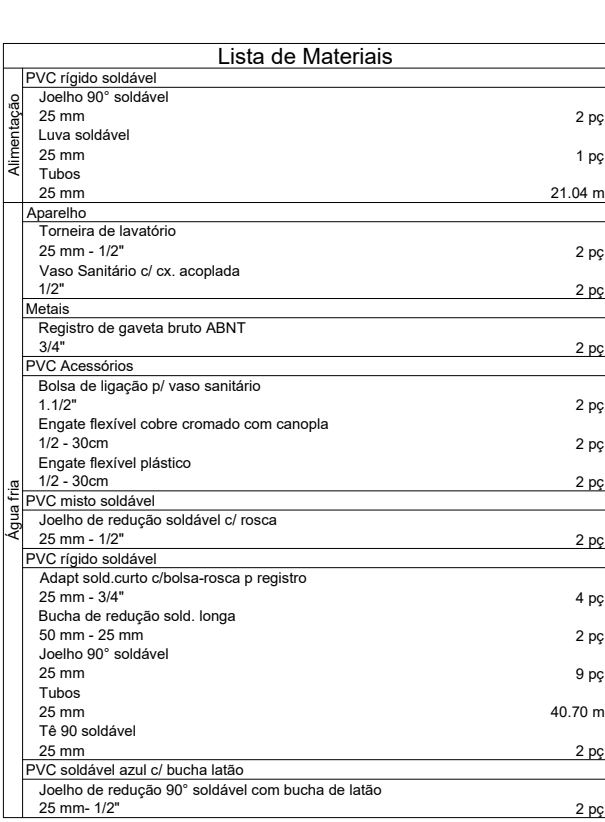 Lista de Materiais
Alimentação
PVC rígido soldável
Joelho 90° soldável
25 mm 2 pç
Luva soldável
25 mm 1 pç
Tubos
25 mm 21.04 m
Água fria
Aparelho
Torneira de lavatório
25 mm - 1/2" 2 pç
Vaso Sanitário c/ cx. acoplada
1/2" 2 pç
Metais
Registro de gaveta bruto ABNT
3/4" 2 pç
PVC Acessórios
Bolsa de ligação p/ vaso sanitário
1.1/2" 2 pç
Engate flexível cobre cromado com canopla
1/2 - 30cm 2 pç
Engate flexível plástico
1/2 - 30cm 2 pç
PVC misto soldável
Joelho de redução soldável c/ rosca
25 mm - 1/2" 2 pç
PVC rígido soldável
Adapt sold.curto c/bolsa-rosca p registro
25 mm - 3/4" 4 pç
Bucha de redução sold. longa
50 mm - 25 mm 2 pç
Joelho 90° soldável
25 mm 9 pç
Tubos
25 mm 40.70 m
Tê 90 soldável
25 mm 2 pç
PVC soldável azul c/ bucha latão
Joelho de redução 90° soldável com bucha de latão
25 mm- 1/2" 2 pç